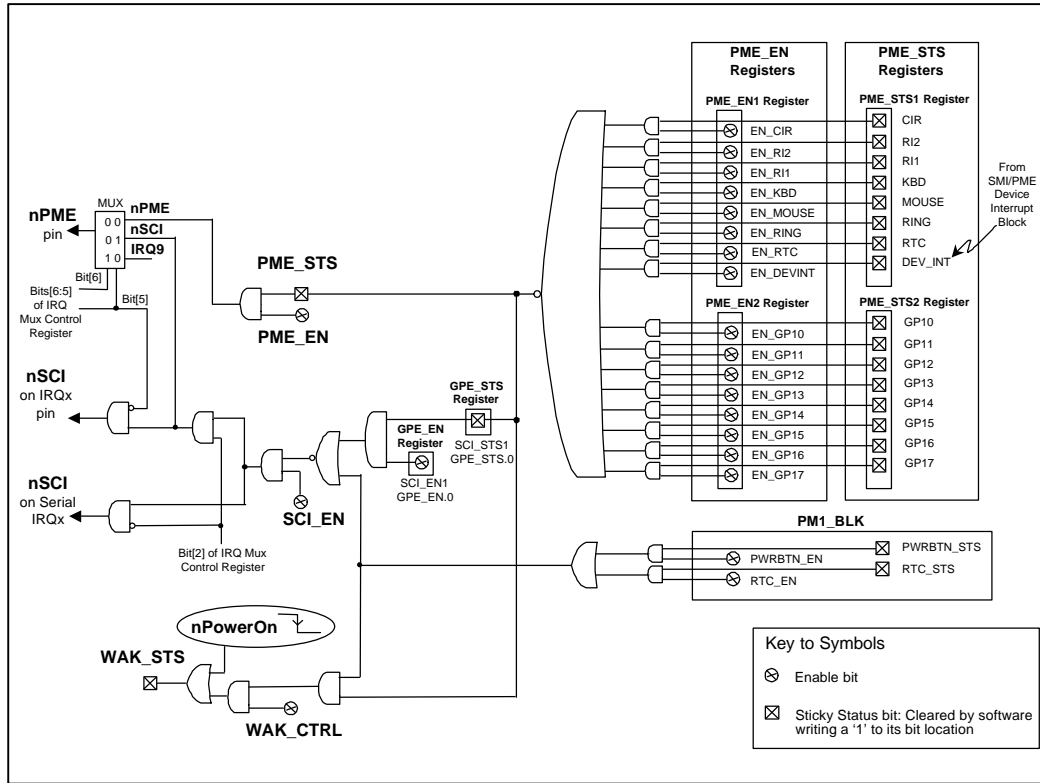 PME_EN
Registers
PME_STS
Registers
PME_EN1 Register
PME_STS1 Register
EN_CIR
EN_RI2
EN_RI1
EN_KBD
EN_MOUSE
EN_RING
EN_RTC
EN_DEVINT
CIR
RI2
RI1
KBD
MOUSE
RING
RTC
DEV_INT
From
SMI/PME
Device
Interrupt
Block
MUX
0 0
0 1
1 0
nPME
nSCI
IRQ9
nPME
pin
Bit[6]
Bits[6:5]
of IRQ
Mux Control
Register
Bit[5]
PME_STS
PME_EN
PME_EN2 Register
PME_STS2 Register
EN_GP10
EN_GP11
EN_GP12
EN_GP13
EN_GP14
EN_GP15
EN_GP16
EN_GP17
GP10
GP11
GP12
GP13
GP14
GP15
GP16
GP17
nSCI
on IRQx
pin
GPE_STS
Register
SCI_STS1
GPE_STS.0
GPE_EN
Register
SCI_EN1
GPE_EN.0
nSCI
on Serial
IRQx
SCI_EN
Bit[2] of IRQ Mux
Control Register
PM1_BLK
PWRBTN_STS
PWRBTN_EN
RTC_STS
RTC_EN
nPowerOn
WAK_STS
WAK_CTRL
Key to Symbols
Enable bit
Sticky Status bit: Cleared by software
writing a '1' to its bit location